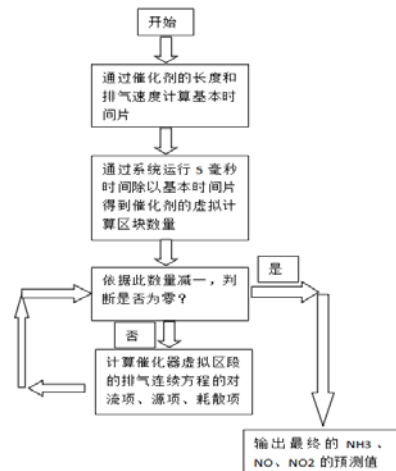 开始
通过催化剂的长度和
排气速度计算基本时
间片
通过系统运行 5 毫秒
时间除以基本时间片
得到催化剂的虚拟计
算区块数量
依据此数量减一，判
断是否为零？
是
否
计算催化器虚拟区段
的排气连续方程的对
流项、源项、耗散项
输出最终的 NH3、
NO、NO2 的预测值